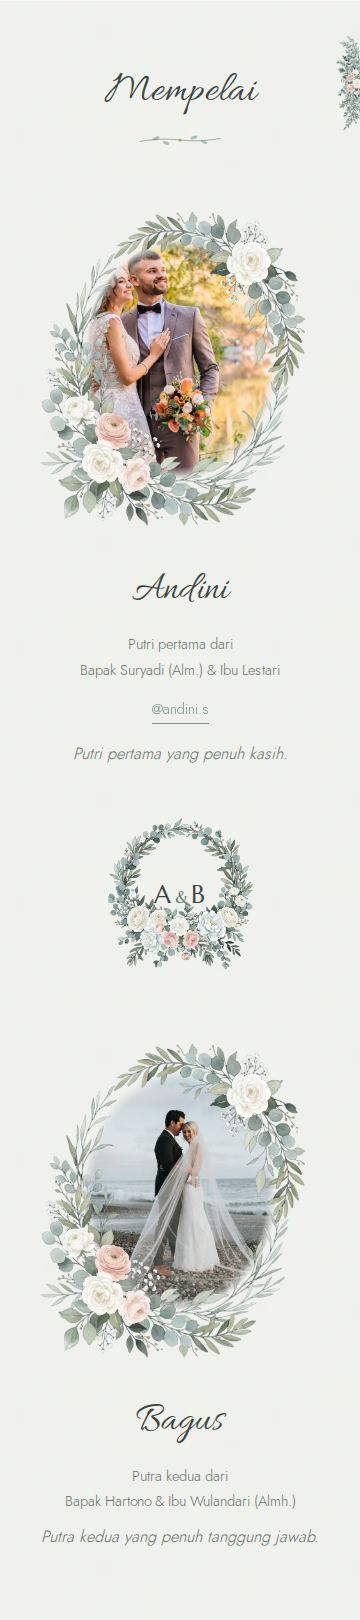 Mempelai
Andini
Putri pertama dari
Bapak Suryadi (Alm.) & Ibu Lestari
@andini.s
Putri pertama yang penuh kasih.
A & B
Bagus
Putra kedua dari
Bapak Hartono & Ibu Wulandari (Almh.)
Putra kedua yang penuh tanggung jawab.